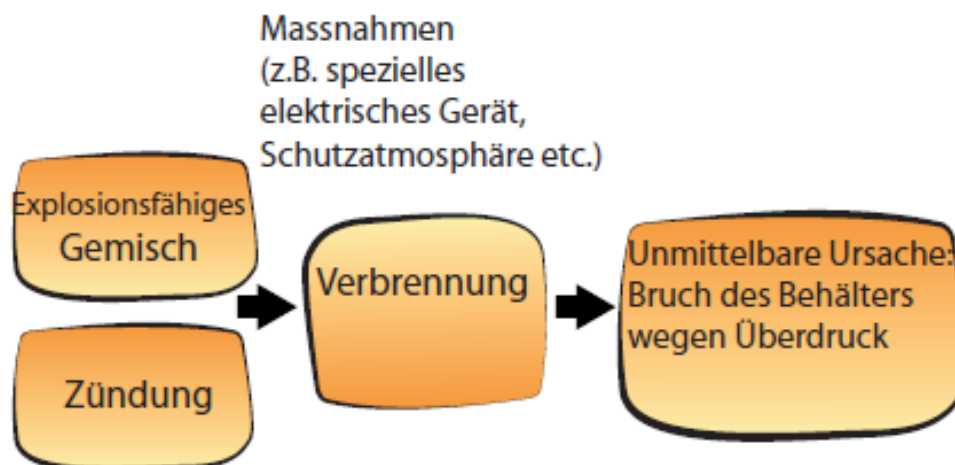 Massnahmen
(z.B. spezielles
elektrisches Gerät,
Schutzatmosphäre etc.)
Explosionsfähiges
Gemisch
Zündung
Verbrennung
Unmittelbare Ursache:
Bruch des Behälters
wegen Überdruck